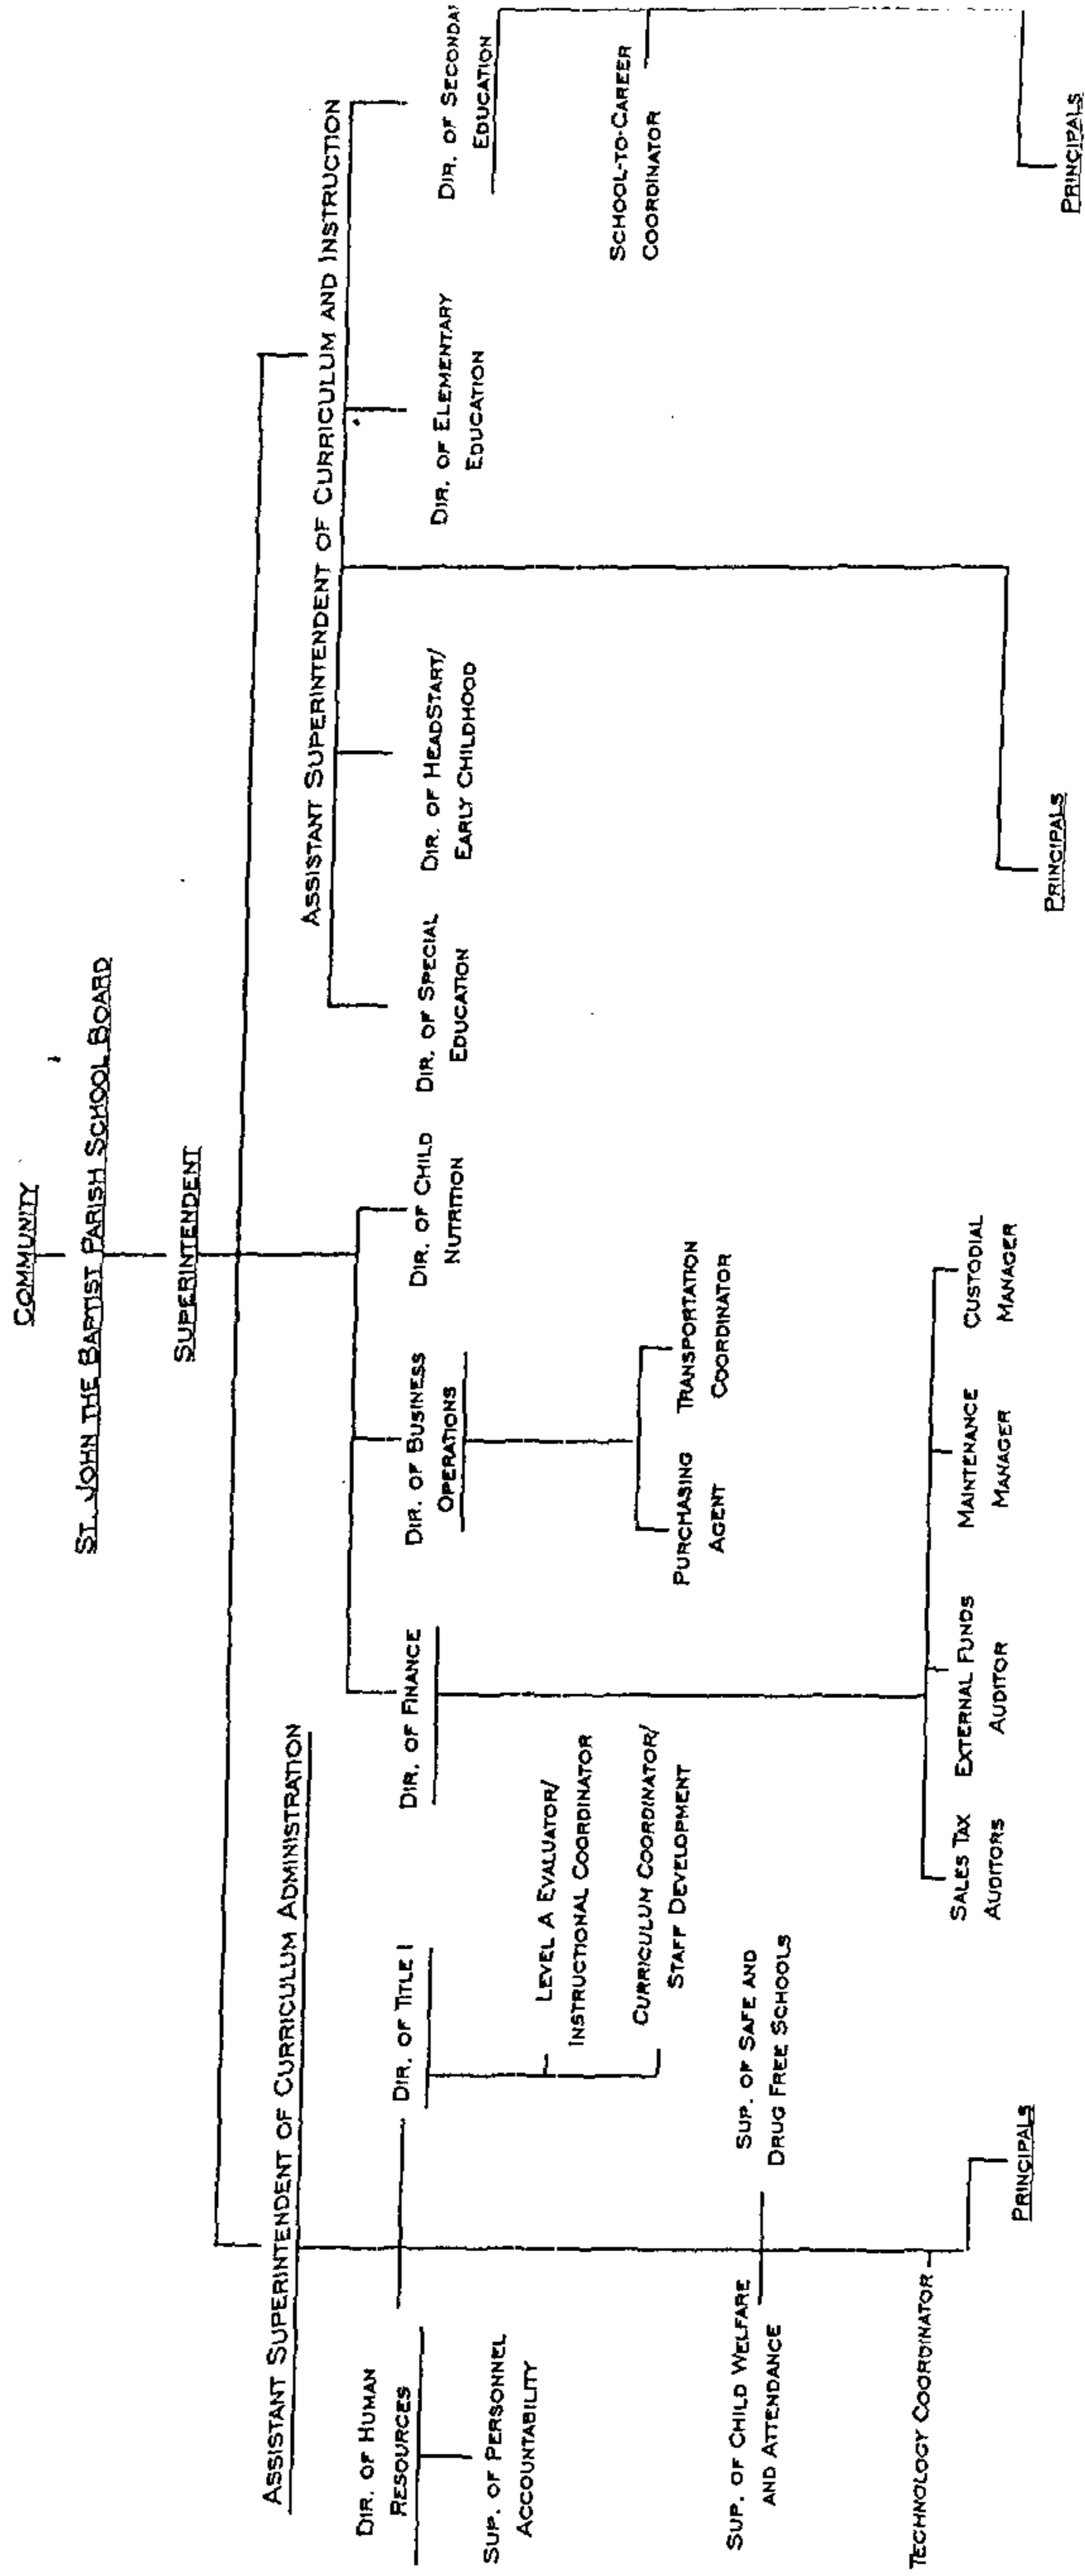 COMMUNITY
ST. JOHN THE BAPTIST PARISH SCHOOL BOARD
SUPERINTENDENT
ASSISTANT SUPERINTENDENT OF CURRICULUM ADMINISTRATION
ASSISTANT SUPERINTENDENT OF CURRICULUM AND INSTRUCTION
DIR. OF HUMAN
RESOURCES
SUP. OF PERSONNEL
ACCOUNTABILITY
DIR. OF TITLE I
LEVEL A EVALUATOR/
INSTRUCTIONAL COORDINATOR
CURRICULUM COORDINATOR/
STAFF DEVELOPMENT
SUP. OF CHILD WELFARE
AND ATTENDANCE
SUP. OF SAFE AND
DRUG FREE SCHOOLS
TECHNOLOGY COORDINATOR
PRINCIPALS
DIR. OF FINANCE
SALES TAX
AUDITORS
EXTERNAL FUNDS
AUDITOR
MAINTENANCE
MANAGER
CUSTODIAL
MANAGER
DIR. OF BUSINESS
OPERATIONS
PURCHASING
AGENT
TRANSPORTATION
COORDINATOR
DIR. OF CHILD
NUTRITION
DIR. OF SPECIAL
EDUCATION
DIR. OF HEADSTART/
EARLY CHILDHOOD
PRINCIPALS
DIR. OF ELEMENTARY
EDUCATION
DIR. OF SECONDA
EDUCATION
SCHOOL-TO-CAREER
COORDINATOR
PRINCIPALS